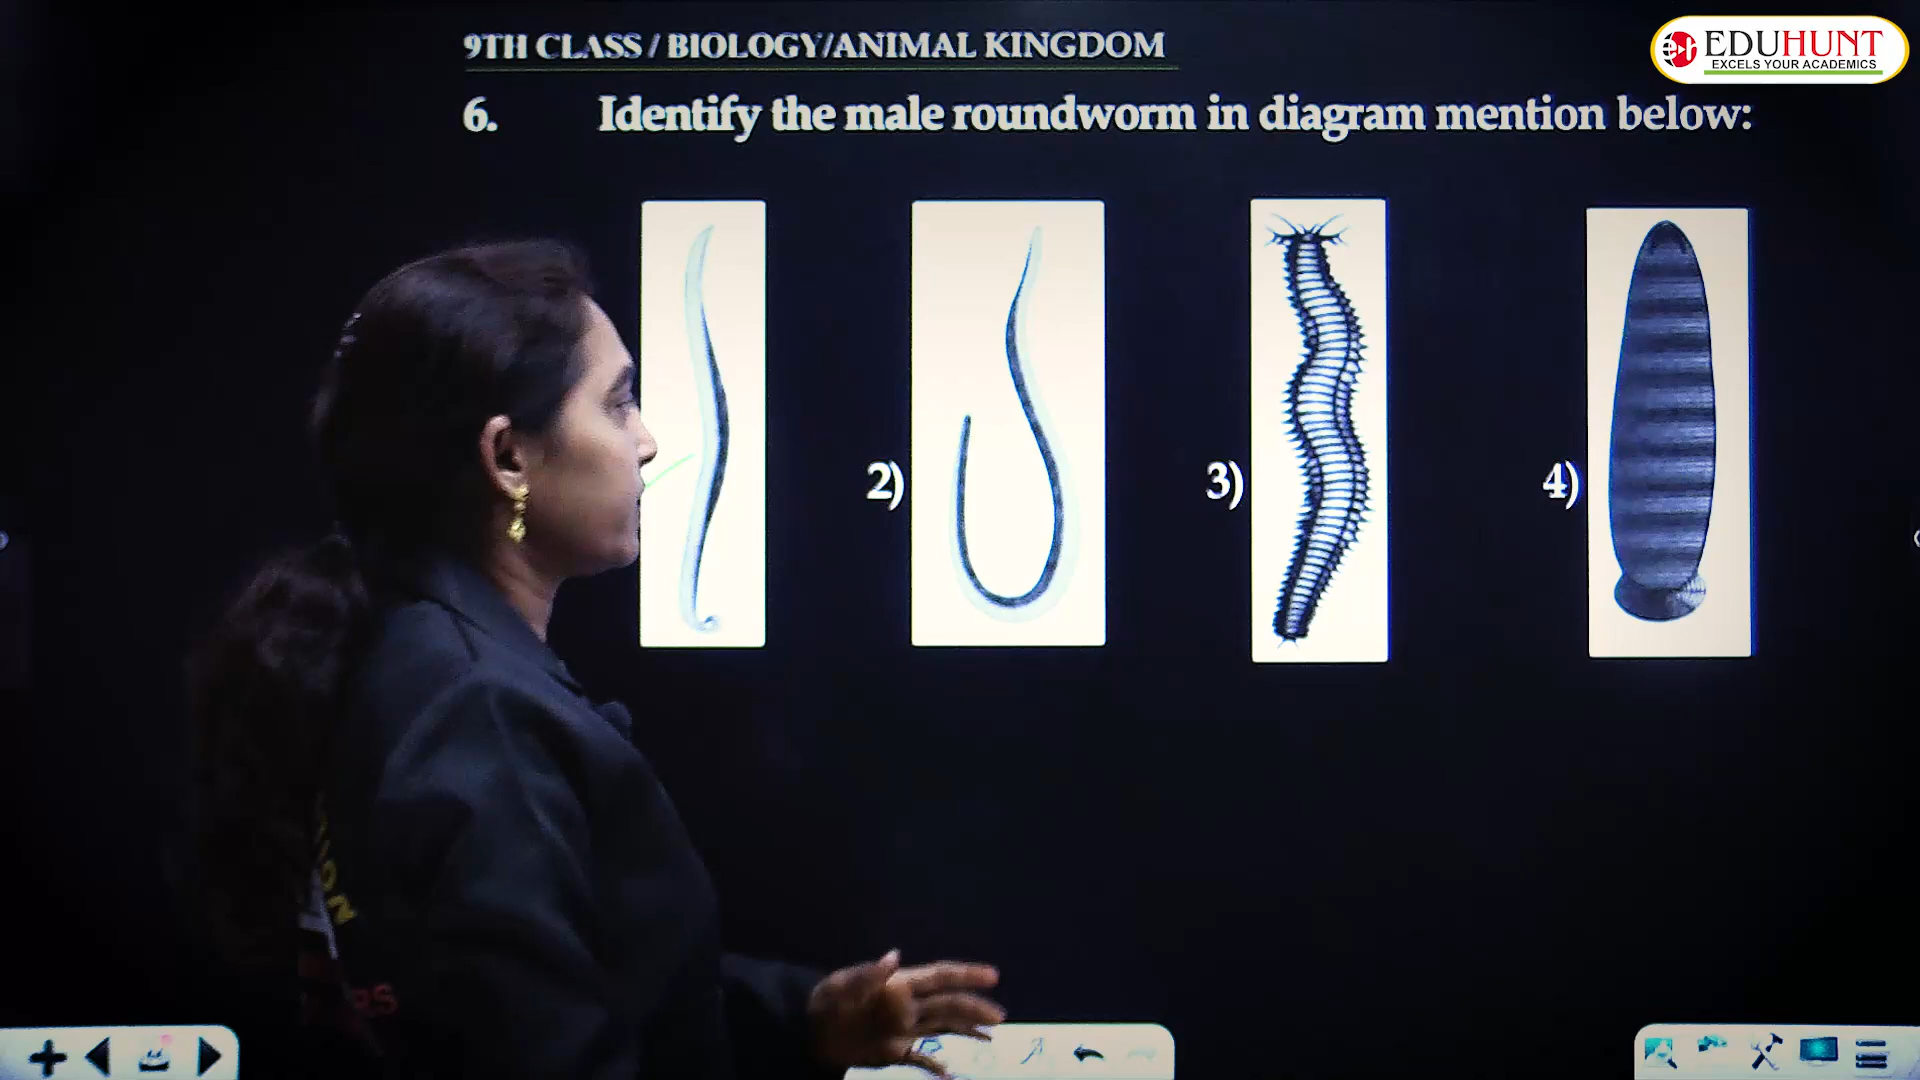 9TH CLASS / BIOLOGY/ANIMAL KINGDOM
EDUHUNT
EXCELS YOUR ACADEMICS
6. Identify the male roundworm in diagram mention below:
2)
3)
4)